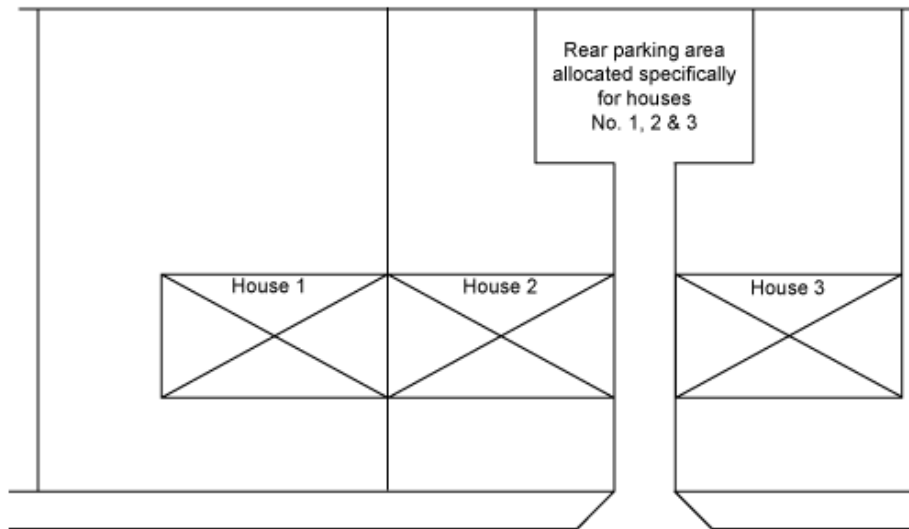 Rear parking area
allocated specifically
for houses
No. 1, 2 & 3
House 1
House 2
House 3